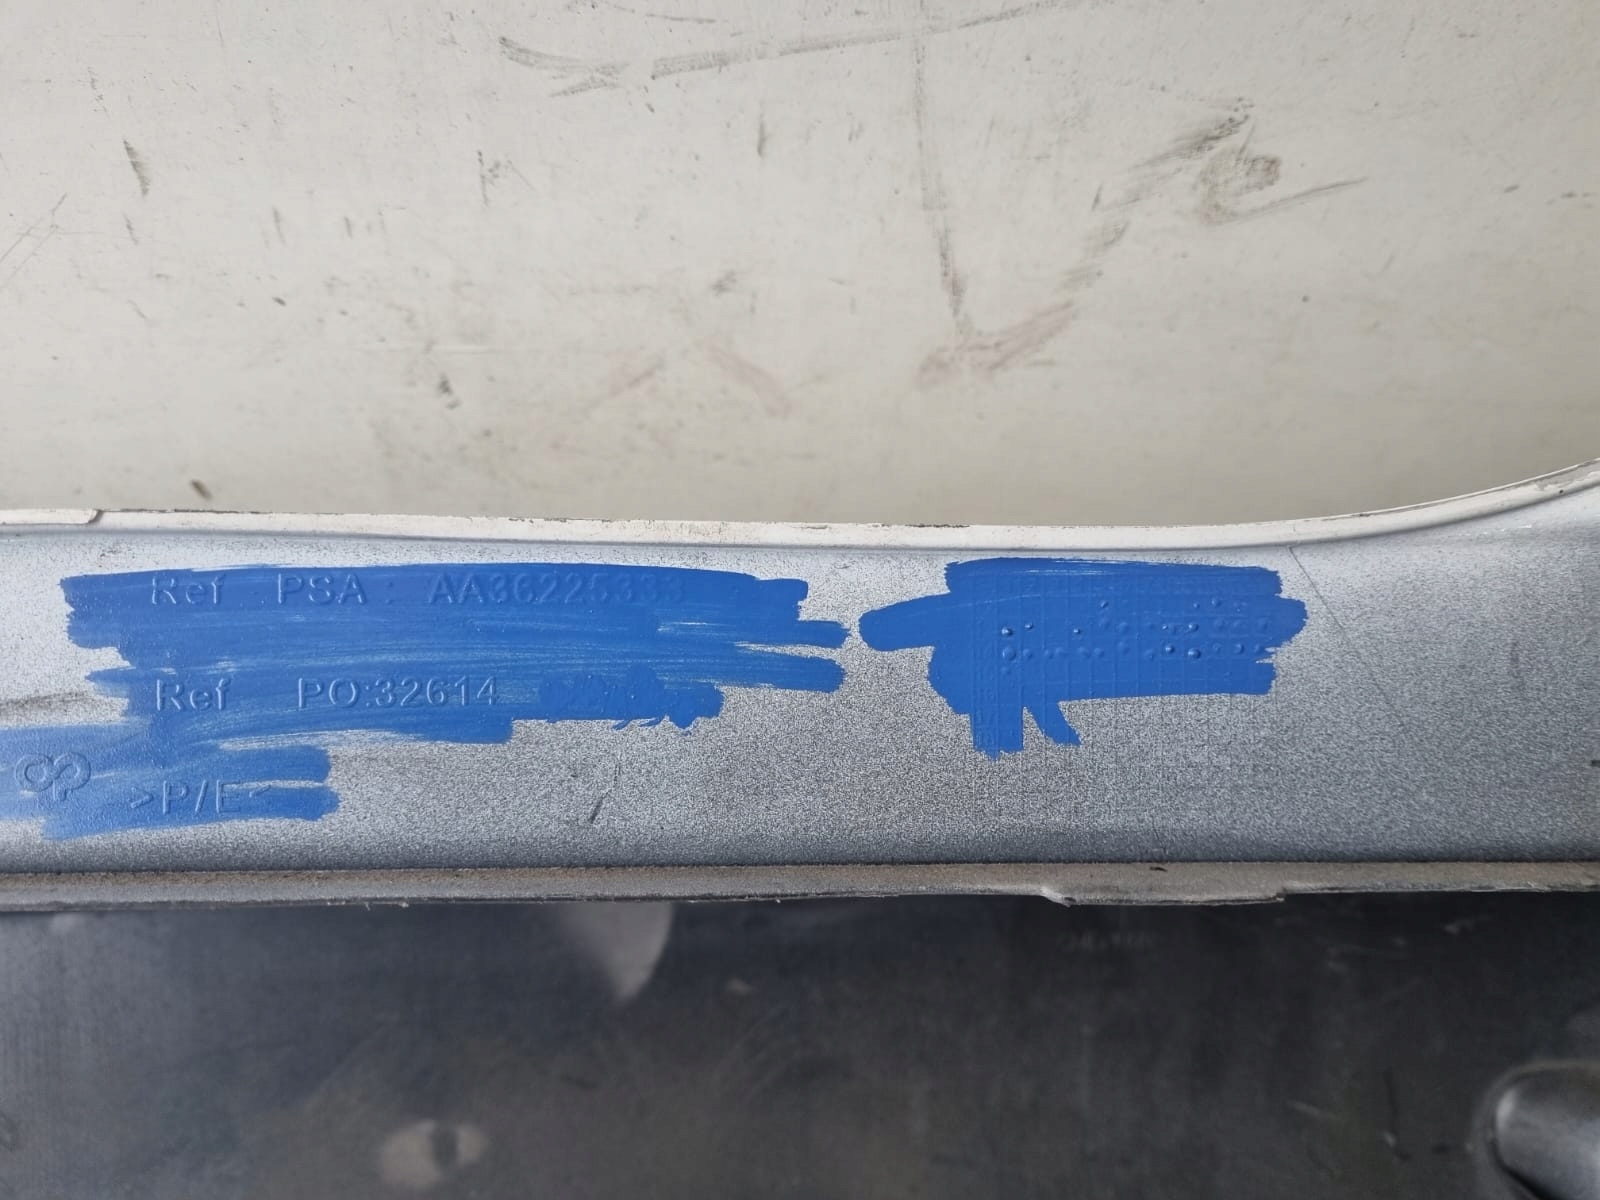 Ref PSA AA36225333
Ref PO:32614
>P/E<